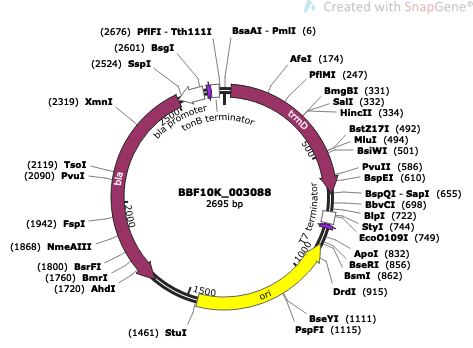 Created with SnapGene®
(2676) PflFI - Tth111I
BsaAI - PmlI (6)
(2601) BsgI
(2524) SspI
AfeI (174)
PflMI (247)
BmgBI (331)
SalI (332)
HincII (334)
(2319) XmnI
BstZ17I (492)
MluI (494)
BsiWI (501)
PvuII (586)
BspEI (610)
(2119) TsoI
(2090) PvuI
BspQI - SapI (655)
BbvCI (698)
BlpI (722)
StyI (744)
EcoO109I (749)
(1942) FspI
(1868) NmeAIII
ApoI (832)
BseRI (856)
BsmI (862)
(1800) BsrFI
(1760) BmrI
(1720) AhdI
DrdI (915)
BseYI (1111)
PspFI (1115)
(1461) StuI
BBF10K_003088
2695 bp
bla promoter
tonB terminator
trmD
T7 terminator
ori
bla
500
1000
1500
2000
2500